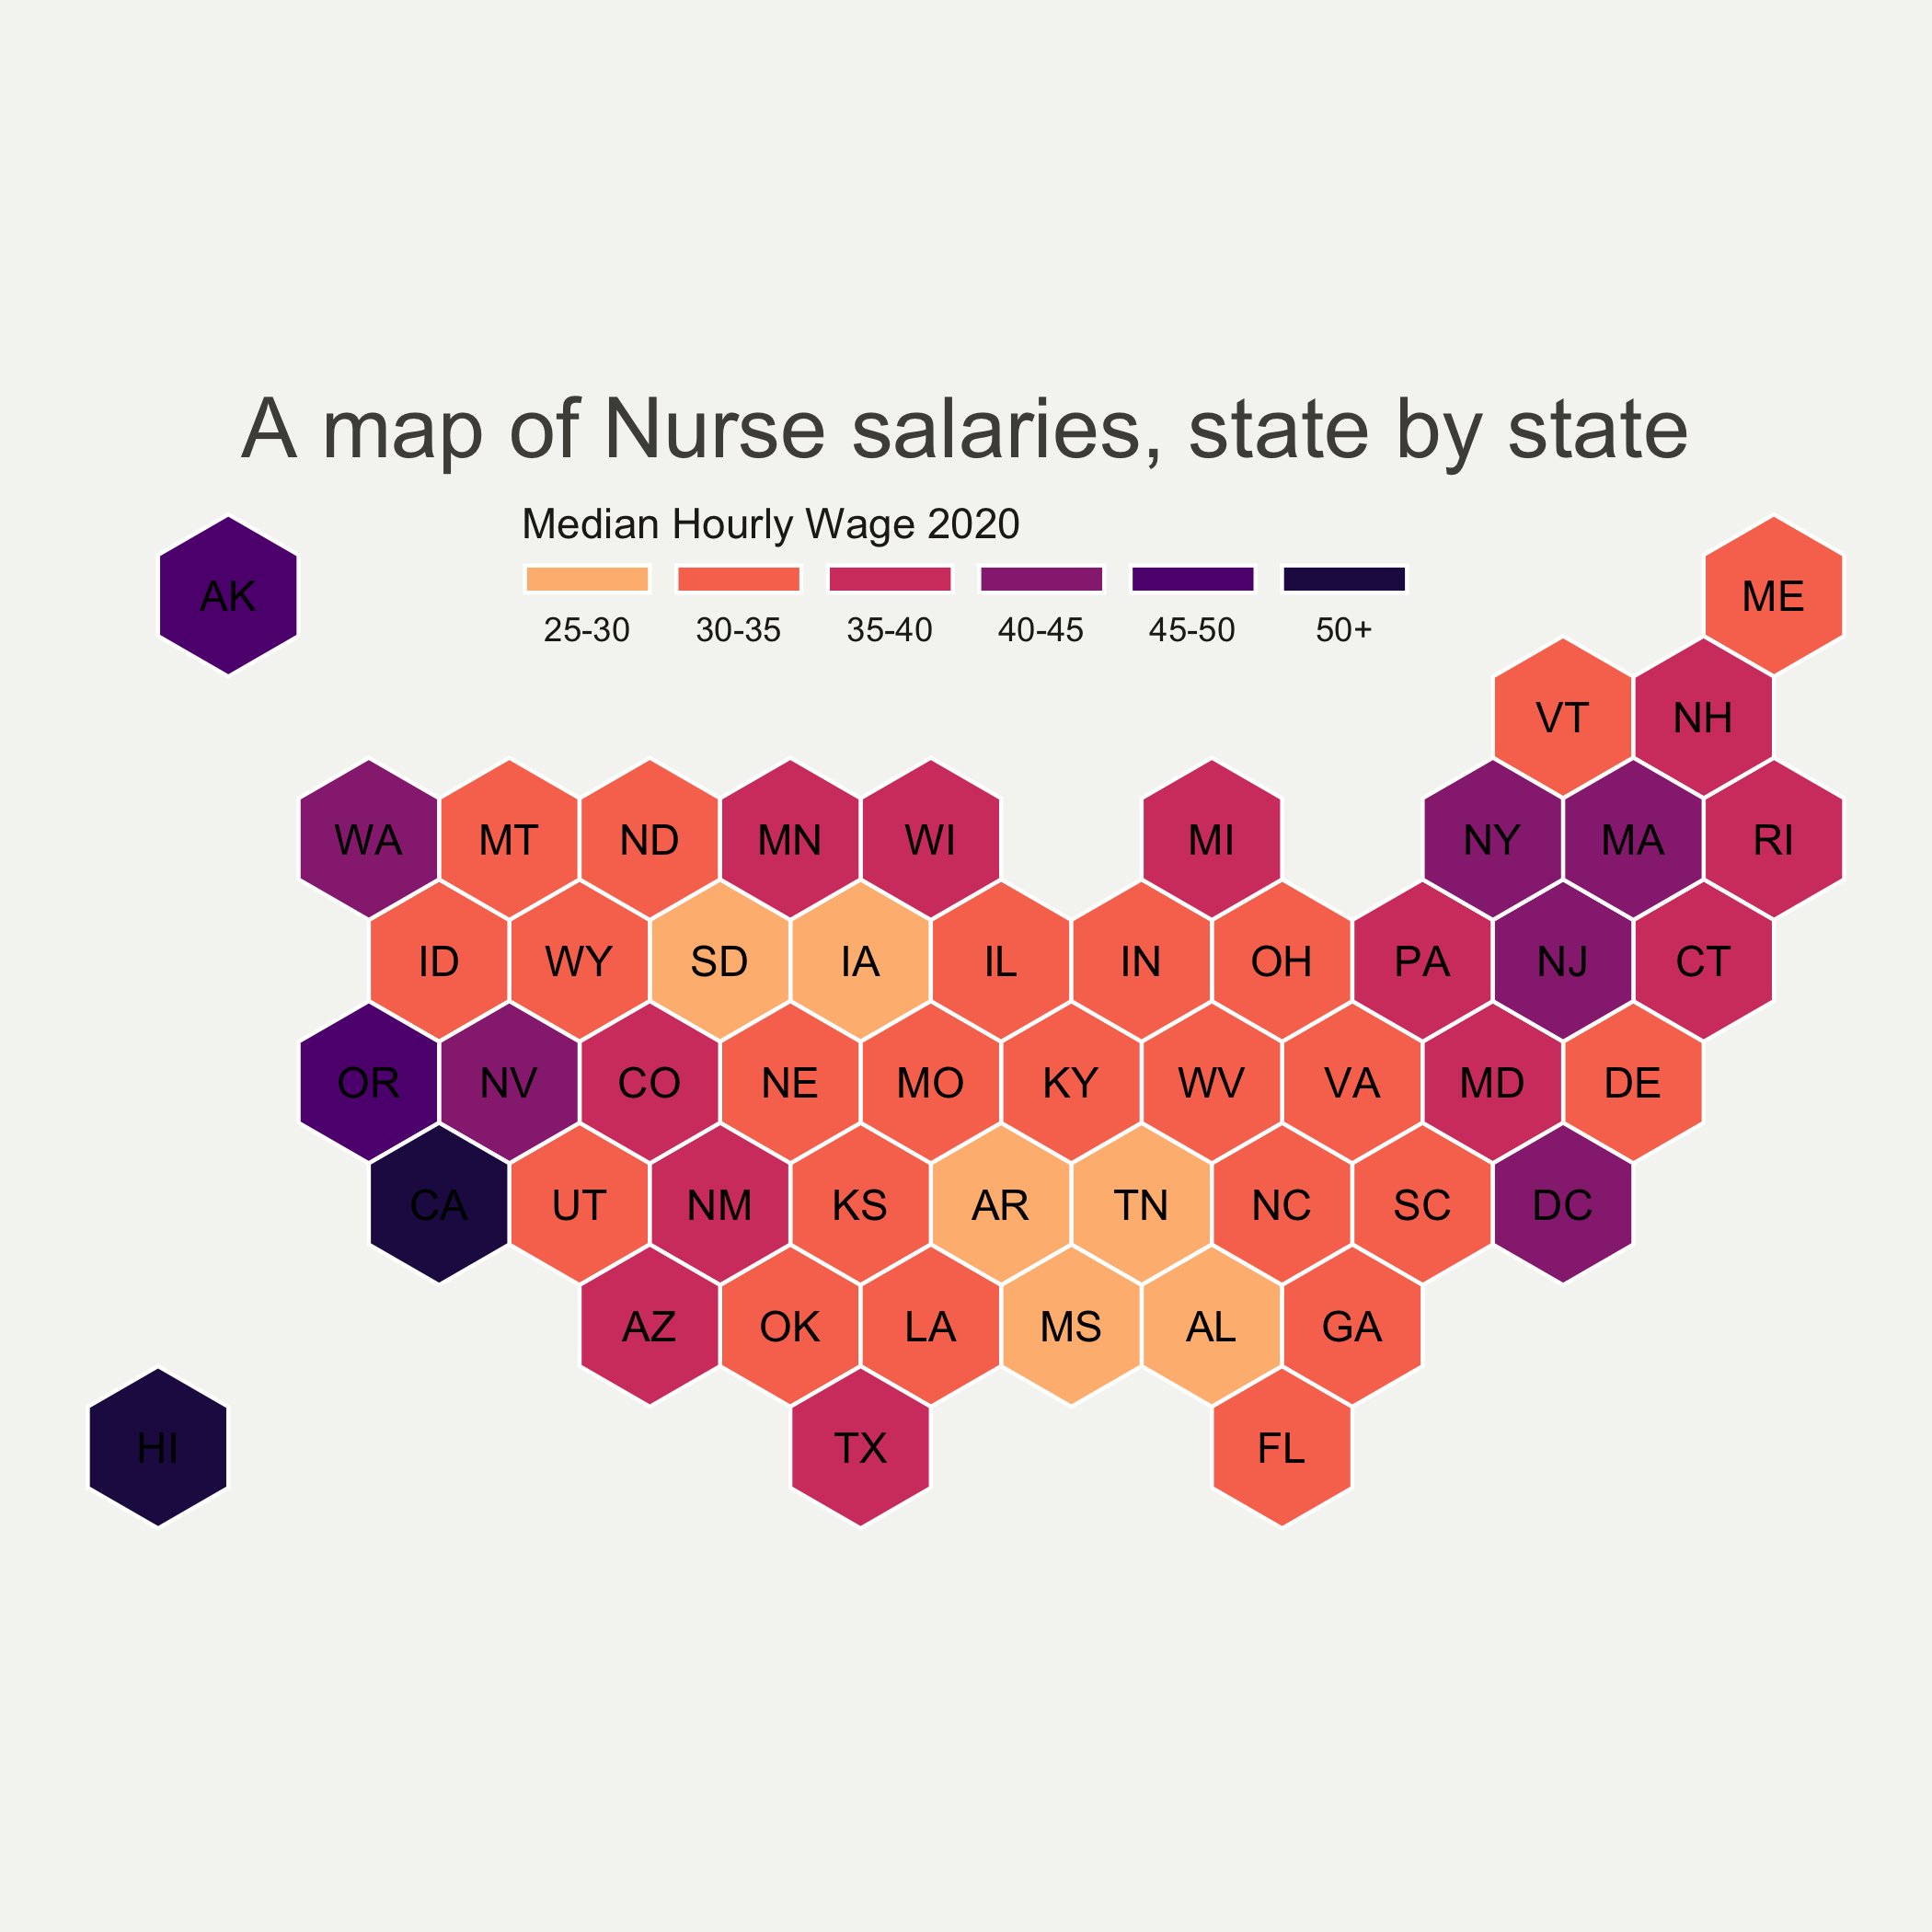 A map of Nurse salaries, state by state
Median Hourly Wage 2020
25-30 30-35 35-40 40-45 45-50 50+
AK ME
VT NH
WA MT ND MN WI MI NY MA RI
ID WY SD IA IL IN OH PA NJ CT
OR NV CO NE MO KY WV VA MD DE
CA UT NM KS AR TN NC SC DC
AZ OK LA MS AL GA
HI TX FL